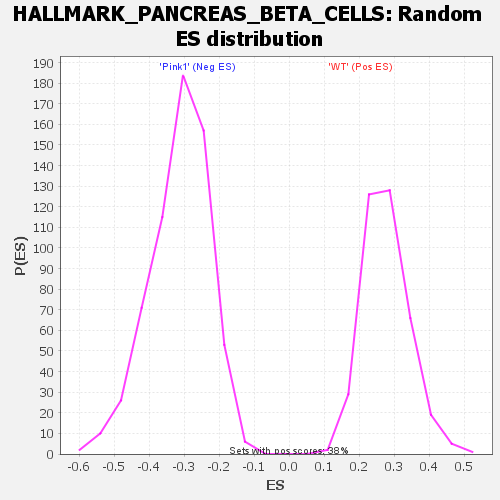 HALLMARK_PANCREAS_BETA_CELLS: Random
ES distribution
'Pink1' (Neg ES)
'WT' (Pos ES)
190
180
170
160
150
140
130
120
110
100
90
80
70
60
50
40
30
20
10
0
P(ES)
Sets with pos scores: 38%
-0.6 -0.5 -0.4 -0.3 -0.2 -0.1 0.0 0.1 0.2 0.3 0.4 0.5
ES